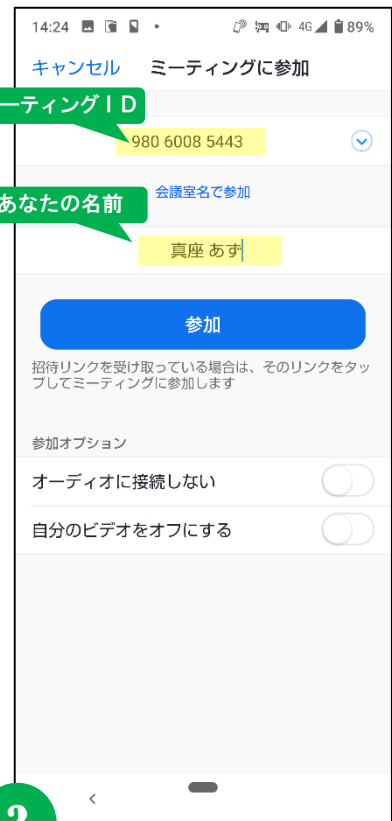 14:24 4G 89%
キャンセル ミーティングに参加
ーティングID
980 6008 5443
会議室名で参加
あなたの名前
真座 あず
参加
招待リンクを受け取っている場合は、そのリンクをタッ
プしてミーティングに参加します
参加オプション
オーディオに接続しない
自分のビデオをオフにする